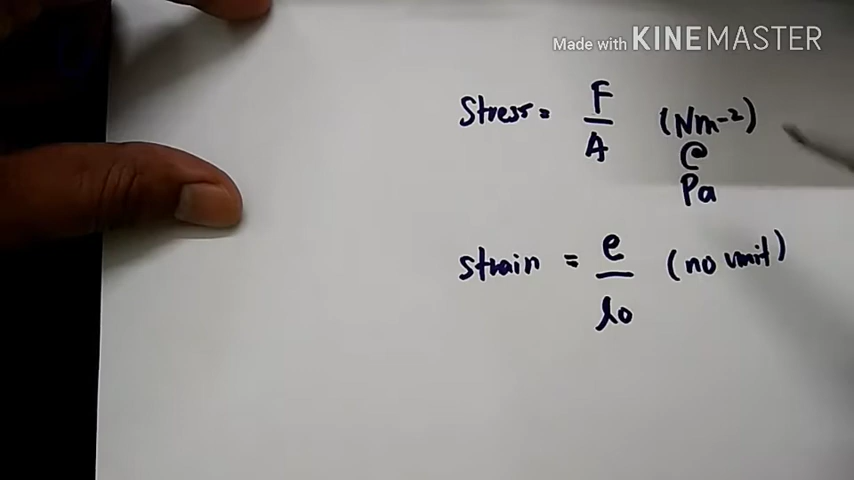 Made with KINEMASTER
Stress = F/A (Nm-2)
@
Pa
Strain = e/lo (no unit)